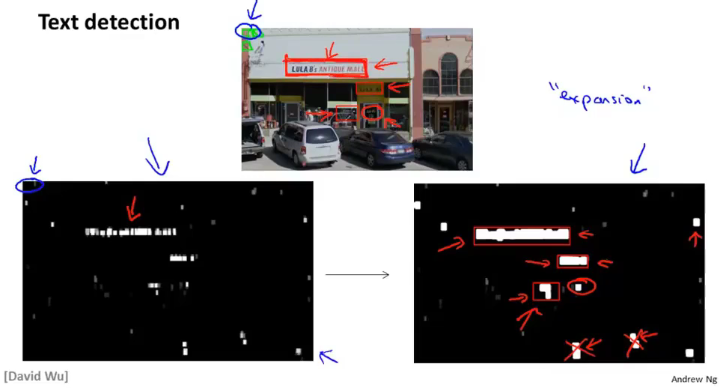 Text detection
LULA B's ANTIQUE MALL
"expansion"
[David Wu]
Andrew Ng